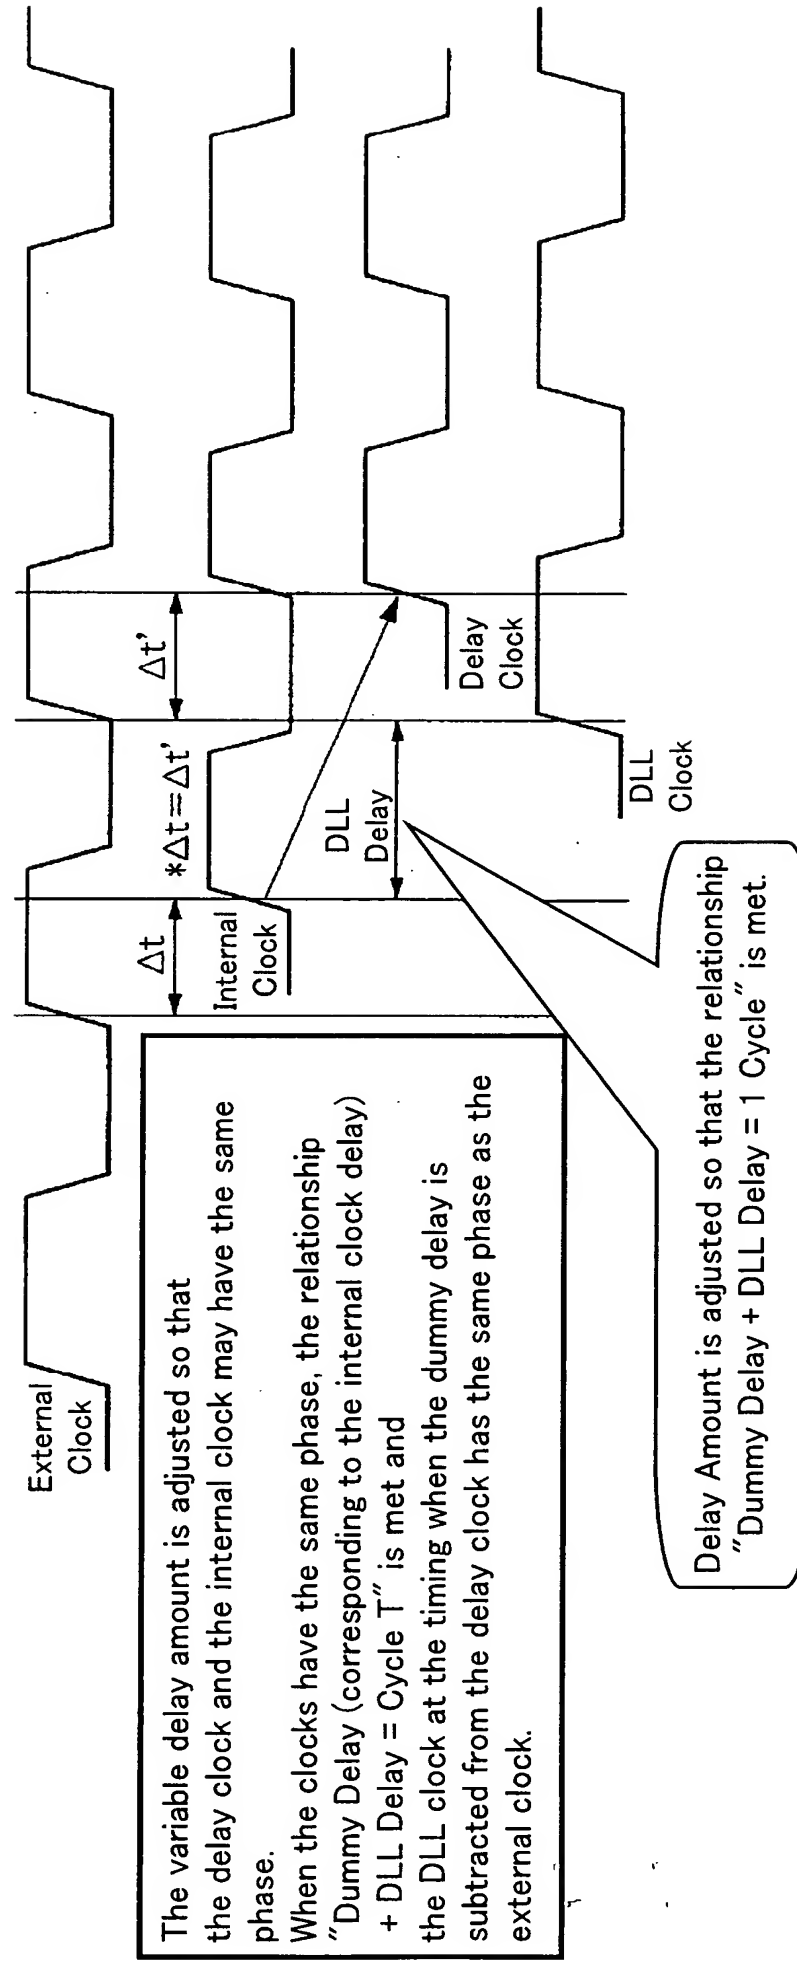 External
Clock
Δt
*Δt=Δt'
Δt'
Internal
Clock
DLL
Delay
Delay
Clock
DLL
Clock
The variable delay amount is adjusted so that
the delay clock and the internal clock may have the same
phase.
When the clocks have the same phase, the relationship
"Dummy Delay (corresponding to the internal clock delay)
+ DLL Delay = Cycle T" is met and
the DLL clock at the timing when the dummy delay is
subtracted from the delay clock has the same phase as the
external clock.
Delay Amount is adjusted so that the relationship
"Dummy Delay + DLL Delay = 1 Cycle" is met.